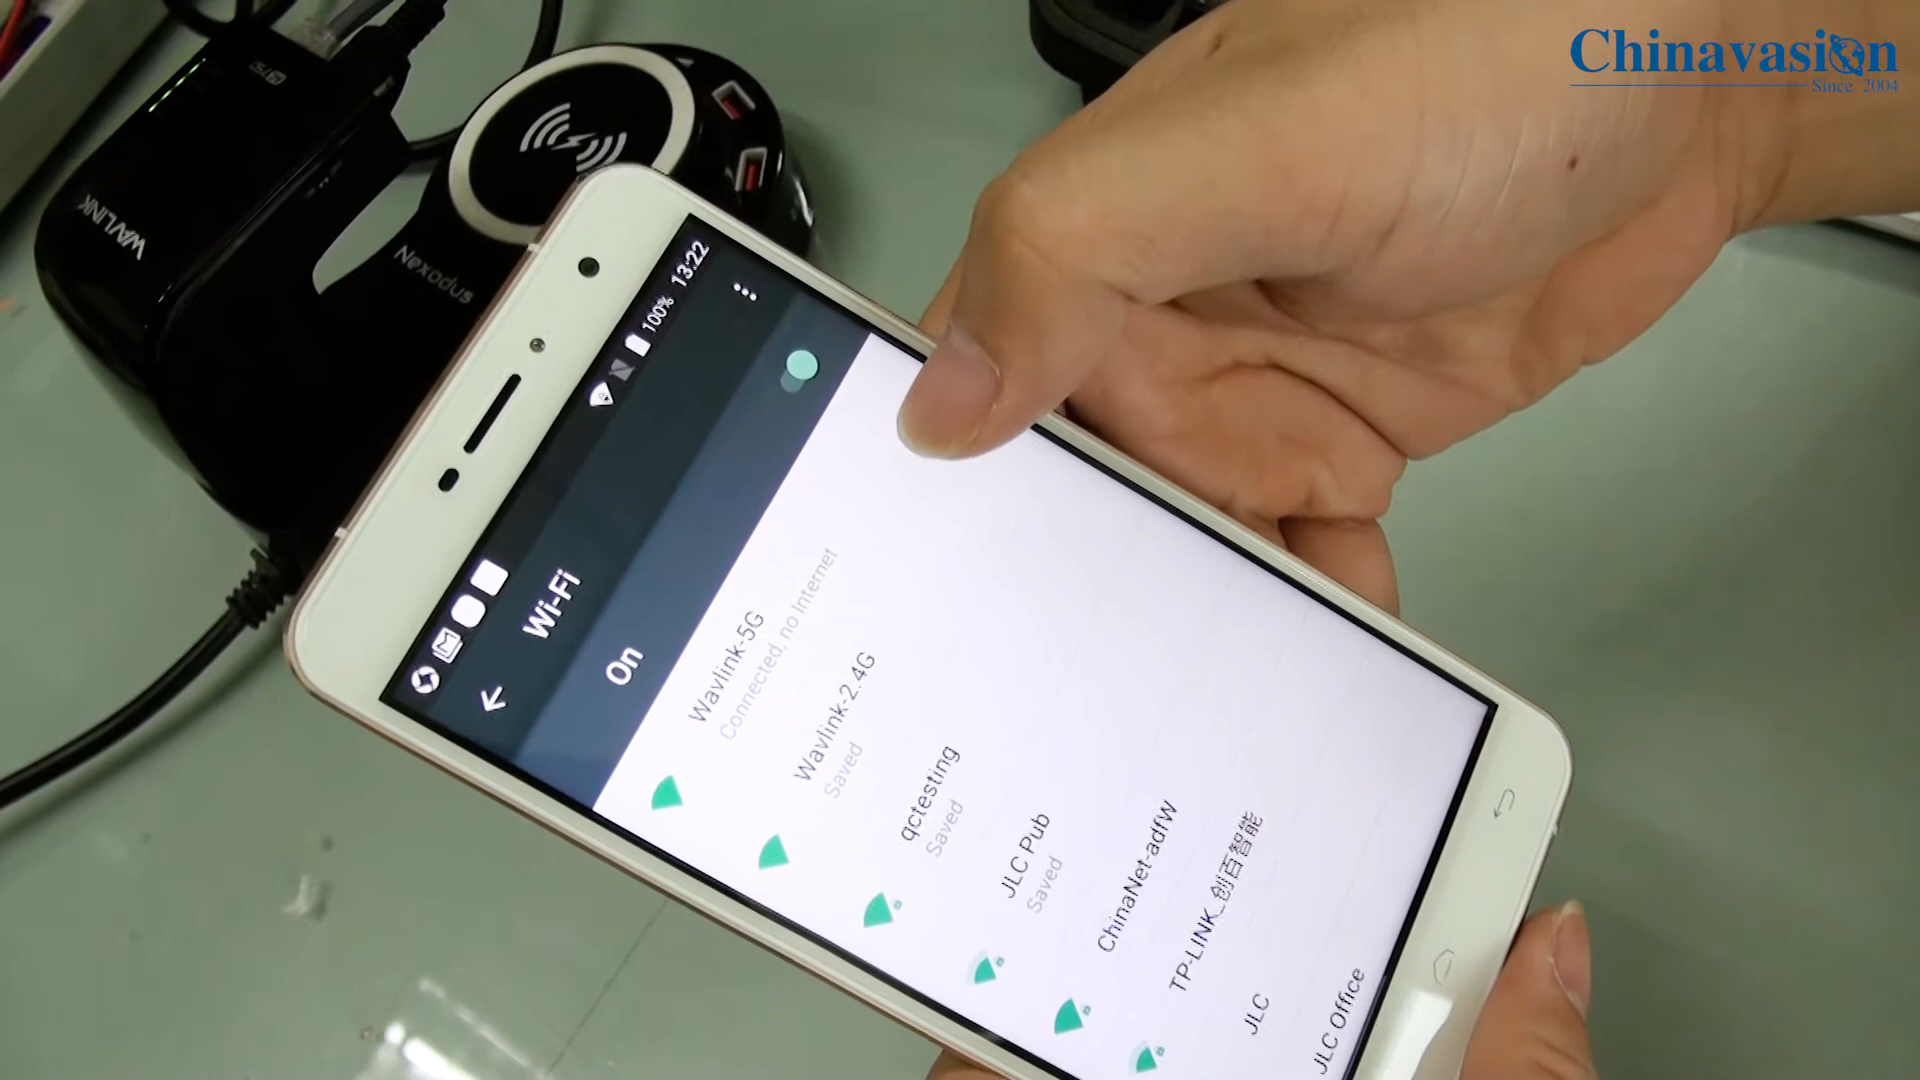 Chinavasion
Since 2004
WAVLINK
Nexodus
100% 13:22
Wi-Fi
On
Wavlink-5G
Connected, no Internet
Wavlink-2.4G
Saved
qctesting
Saved
JLC Pub
Saved
ChinaNet-adfW
TP-LINK_创百智能
JLC
JLC Office